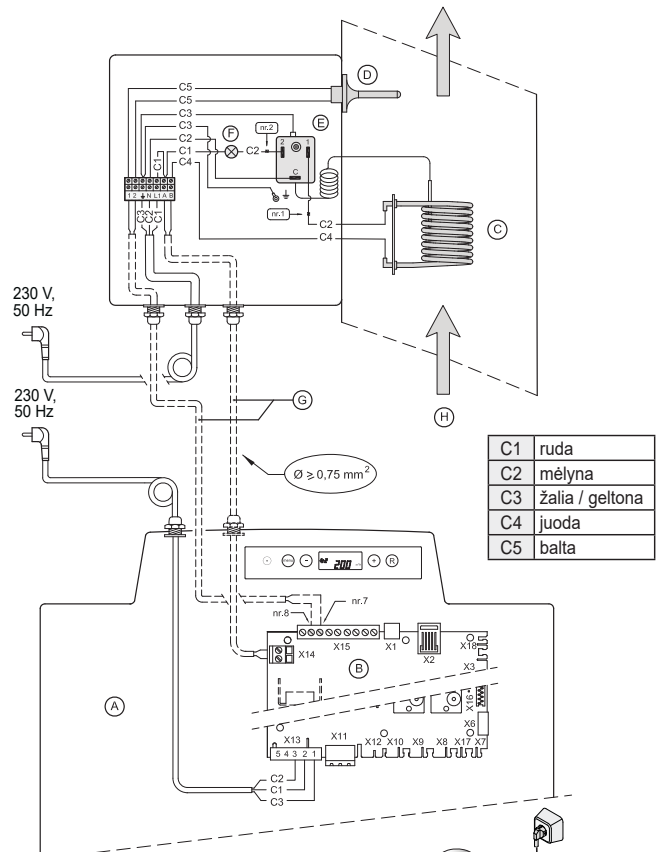 D
C5
C5
C3
E
C3
F
nr.2
2
1
C2
C1
C2
C1
C4
C
nr.1
1 2 N L1 A B
C3
C2
C1
C2
C4
C
230 V,
50 Hz
230 V,
50 Hz
G
H
Ø ≥ 0,75 mm²
C1 ruda
C2 mėlyna
C3 žalia / geltona
C4 juoda
C5 balta
menu
-
200
+
R
nr.8
nr.7
X14
X15
X1
X2
X18
X3
B
A
X16
X6
X13
X11
X12 X10 X9 X8 X17 X7
5 4 3 2 1
C2
C1
C3